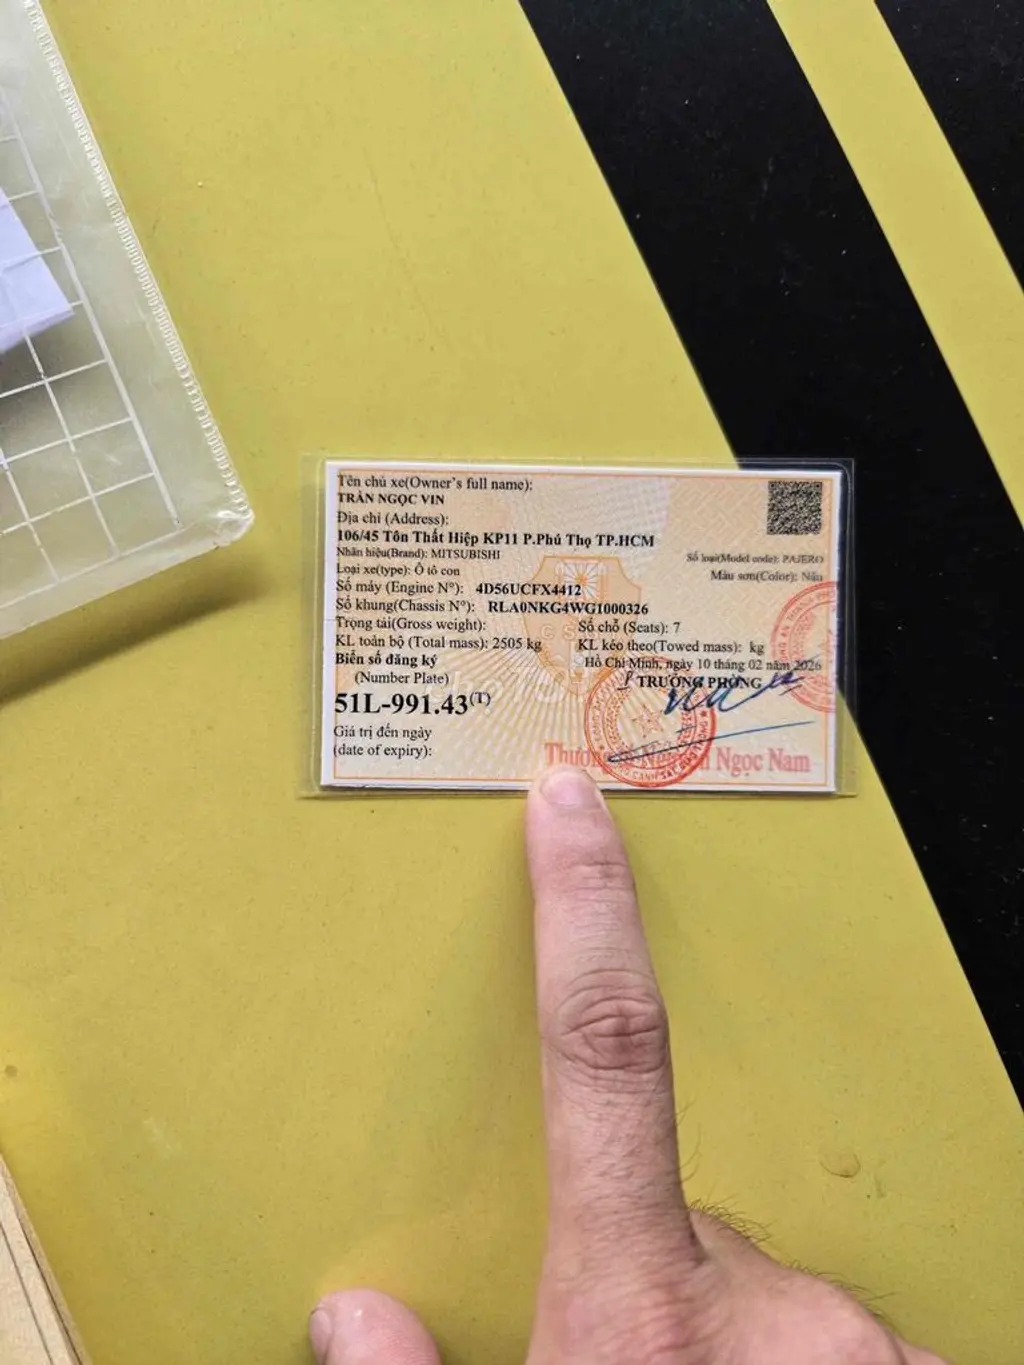 Tên chủ xe(Owner's full name):
TRẦN NGỌC VIN
Địa chỉ (Address):
106/45 Tôn Thất Hiệp KP11 P.Phú Thọ TP.HCM
Nhãn hiệu(Brand): MITSUBISHI
Số loại(Model code): PAJERO
Loại xe(type): Ô tô con
Màu sơn(Color): Nâu
Số máy (Engine N°): 4D56UCFX4412
Số khung(Chassis N°): RLA0NKG4WG1000326
Trọng tải(Gross weight):
Số chỗ (Seats): 7
KL toàn bộ (Total mass): 2505 kg
KL kéo theo(Towed mass): kg
Biển số đăng ký
Hồ Chí Minh, ngày 10 tháng 02 năm 2026
(Number Plate)
TRƯỞNG PHÒNG
51L-991.43(T)
Giá trị đến ngày
(date of expiry):
Ngọc Nam